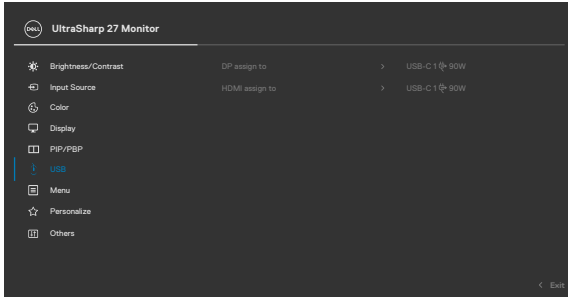 DELL UltraSharp 27 Monitor
Brightness/Contrast DP assign to > USB-C 1 90W
Input Source HDMI assign to > USB-C 1 90W
Color
Display
PIP/PBP
USB
Menu
Personalize
Others
< Exit